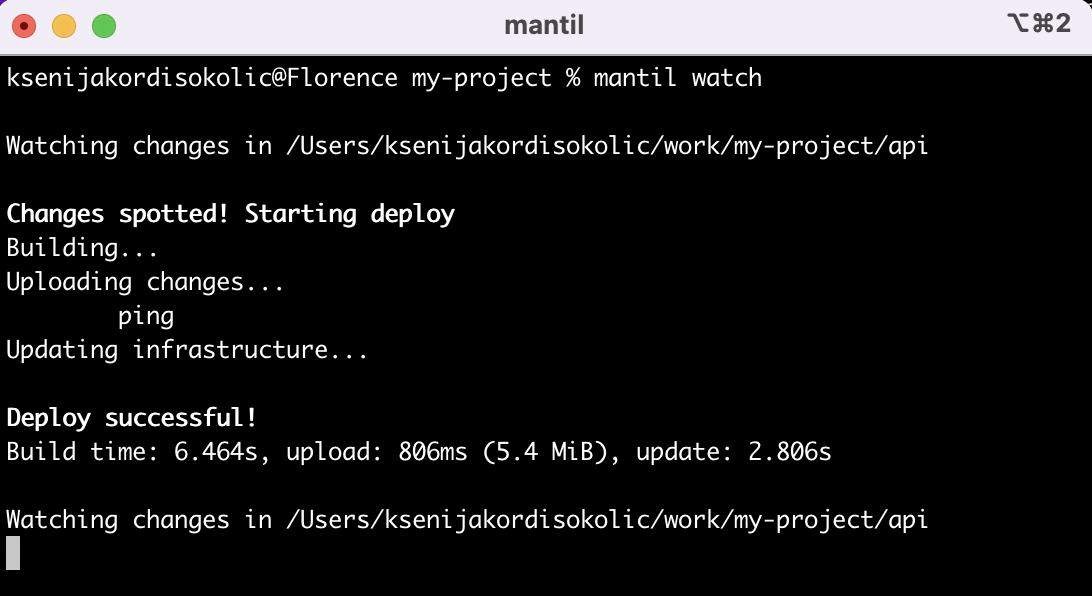 mantil
⌥⌘2
ksenijakordisokolic@Florence my-project % mantil watch
Watching changes in /Users/ksenijakordisokolic/work/my-project/api
Changes spotted! Starting deploy
Building...
Uploading changes...
ping
Updating infrastructure...
Deploy successful!
Build time: 6.464s, upload: 806ms (5.4 MiB), update: 2.806s
Watching changes in /Users/ksenijakordisokolic/work/my-project/api